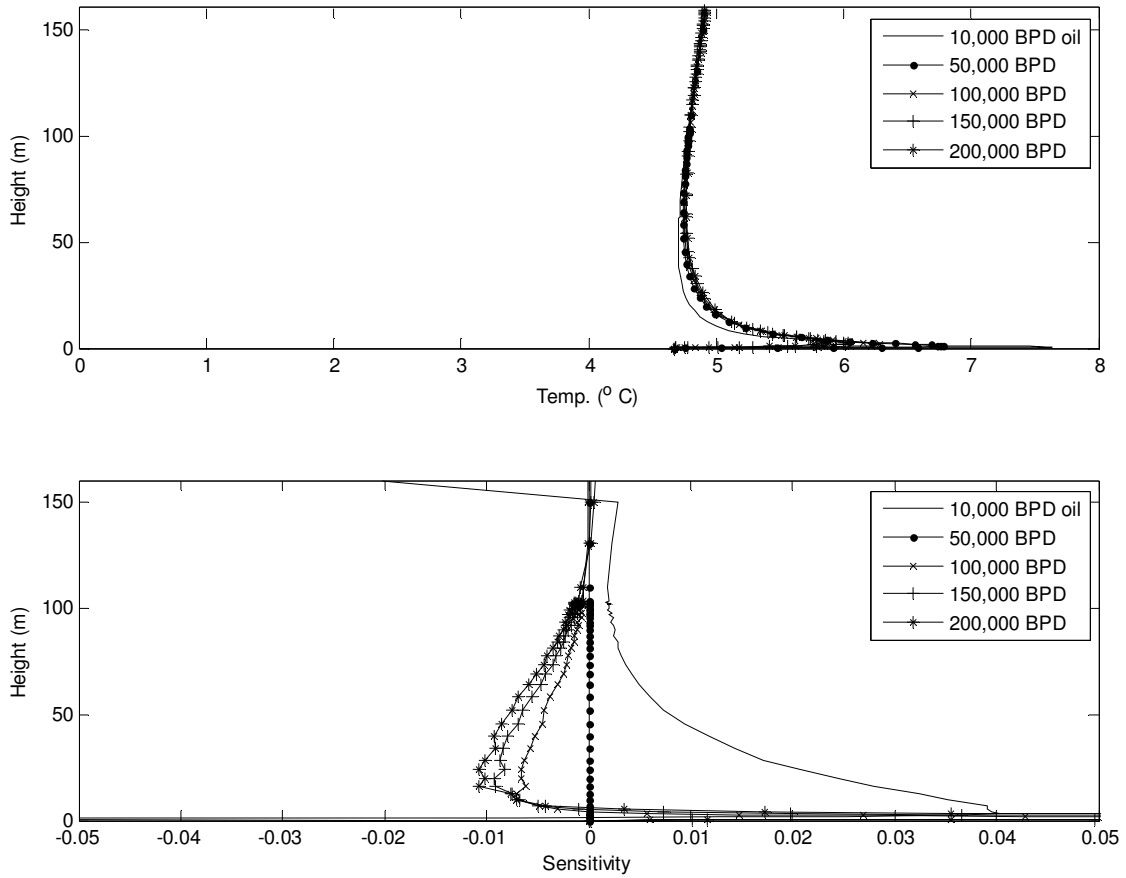 150
100
50
0
Height (m)
0 1 2 3 4 5 6 7 8
Temp. (o C)
10,000 BPD oil
50,000 BPD
100,000 BPD
150,000 BPD
200,000 BPD
150
100
50
0
Height (m)
-0.05 -0.04 -0.03 -0.02 -0.01 0 0.01 0.02 0.03 0.04 0.05
Sensitivity
10,000 BPD oil
50,000 BPD
100,000 BPD
150,000 BPD
200,000 BPD